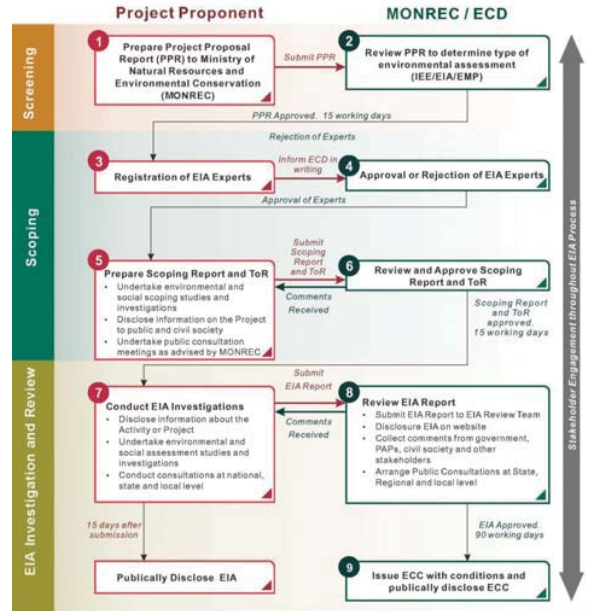 Project Proponent
MONREC / ECD
Screening
1
Prepare Project Proposal
Report (PPR) to Ministry of
Natural Resources and
Environmental Conservation
(MONREC)
Submit PPR
2
Review PPR to determine type of
environmental assessment
(IEE/EIA/EMP)
PPR Approved. 15 working days
Scoping
Rejection of Experts
3
Registration of EIA Experts
Inform ECD in
writing
4
Approval or Rejection of EIA Experts
Approval of Experts
5
Prepare Scoping Report and ToR
• Undertake environmental and
social scoping studies and
investigations
• Disclose information on the Project
to public and civil society
• Undertake public consultation
meetings as advised by MONREC
Submit
Scoping
Report
and ToR
Comments
Received
6
Review and Approve Scoping
Report and ToR
Scoping Report
and ToR
approved.
15 working days
EIA Investigation and Review
7
Conduct EIA Investigations
• Disclose information about the
Activity or Project
• Undertake environmental and
social assessment studies and
investigations
• Conduct consultations at national,
state and local level
Submit
EIA Report
Comments
Received
8
Review EIA Report
• Submit EIA Report to EIA Review Team
• Disclosure EIA on website
• Collect comments from government,
PAPs, civil society and other
stakeholders
• Arrange Public Consultations at State,
Regional and local level
15 days after
submission
EIA Approved.
90 working days
Publically Disclose EIA
9
Issue ECC with conditions and
publically disclose ECC
Stakeholder Engagement throughout EIA Process